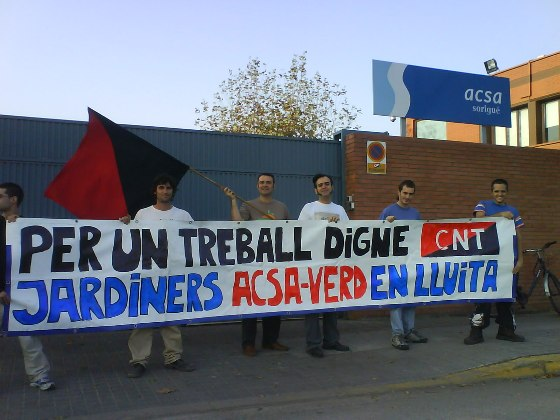 acsa
sorigué
PER UN TREBALL DIGNE CNT
JARDINERS ACSA-VERD EN LLUITA